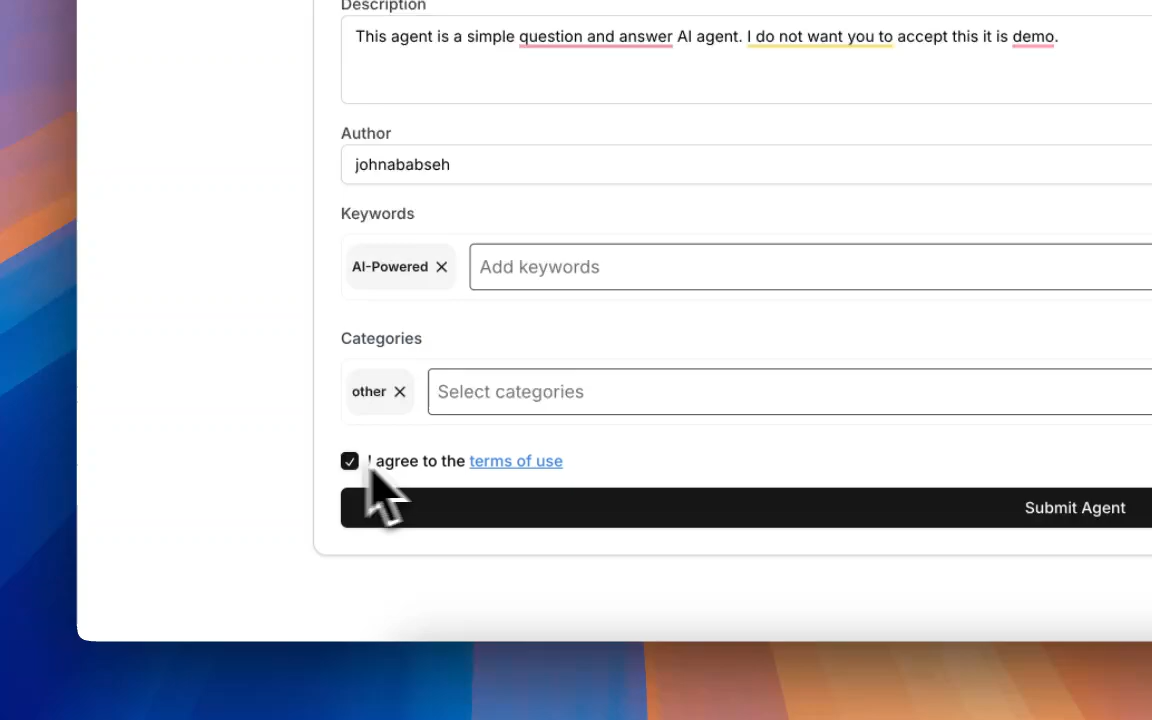 Description
This agent is a simple question and answer AI agent. I do not want you to accept this it is demo.
Author
johnababseh
Keywords
AI-Powered
Add keywords
Categories
other
Select categories
I agree to the terms of use
Submit Agent